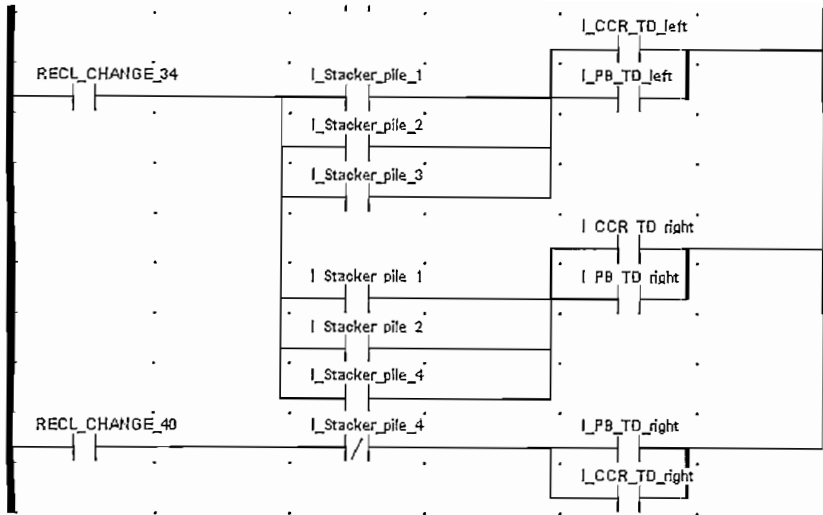 I_CCR_TD_left
RECL_CHANGE_34 I_Stacker_pile_1 I_PB_TD_left
I_Stacker_pile_2
I_Stacker_pile_3
I_CCR_TD_right
I_Stacker_pile_1 I_PB_TD_right
I_Stacker_pile_2
I_Stacker_pile_4
RECL_CHANGE_40 I_Stacker_pile_4 I_PB_TD_right
I_CCR_TD_right